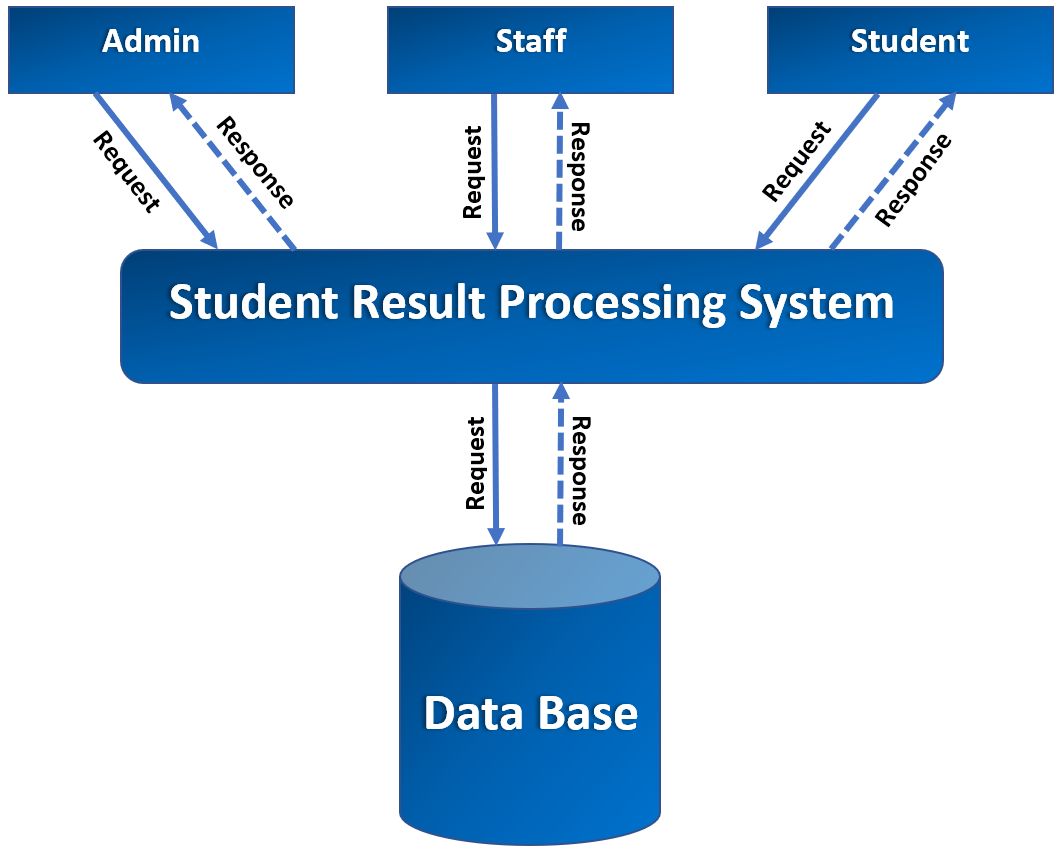 Admin
Staff
Student
Request
Response
Request
Response
Request
Response
Student Result Processing System
Request
Response
Data Base